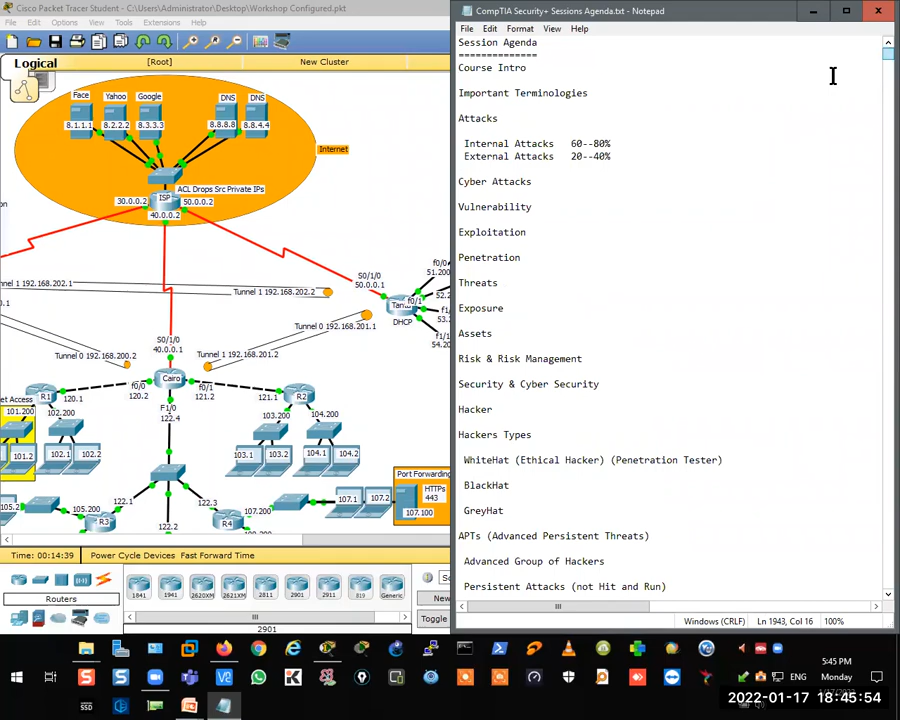 Cisco Packet Tracer Student - C:\Users\Administrator\Desktop\Workshop Configured.pkt
File Edit Options View Tools Extensions Help
Logical [Root] New Cluster
Face Yahoo Google DNS DNS
8.1.1.1 8.2.2.2 8.3.3.3 8.8.8.8 8.8.4.4
Internet
ACL Drops Src Private IPs
ISP
30.0.0.2 50.0.0.2
40.0.0.2
S0/1/0
50.0.0.1
Tunnel 1 192.168.202.1
Tunnel 1 192.168.202.2
f0/0
51.200
f0/1
DHCP
Tunnel 0 192.168.201.1
S0/1/0
40.0.0.1
Tunnel 0 192.168.200.2
Tunnel 1 192.168.201.2
Cairo
f0/0
120.2
f0/1
121.2
F1/0
122.4
R1 120.1
121.1 R2
101.200
102.200
103.200 104.200
101.2 102.1 102.2
103.1 103.2 104.1 104.2
Port Forwarding
HTTPs
443
107.100
105.2 105.200
122.1 122.3
R3 R4
122.2
107.200
107.1 107.2
Time: 00:14:39 Power Cycle Devices Fast Forward Time
Routers
1841 1941 2620XM 2621XM 2811 2901 2911 819 Generic
2901
New
Toggle
CompTIA Security+ Sessions Agenda.txt - Notepad
File Edit Format View Help
Session Agenda
==============
Course Intro
Important Terminologies
Attacks
Internal Attacks 60--80%
External Attacks 20--40%
Cyber Attacks
Vulnerability
Exploitation
Penetration
Threats
Exposure
Assets
Risk & Risk Management
Security & Cyber Security
Hacker
Hackers Types
WhiteHat (Ethical Hacker) (Penetration Tester)
BlackHat
GreyHat
APTs (Advanced Persistent Threats)
Advanced Group of Hackers
Persistent Attacks (not Hit and Run)
Windows (CRLF) Ln 1943, Col 16 100%
5:45 PM
Monday
2022-01-17 18:45:54